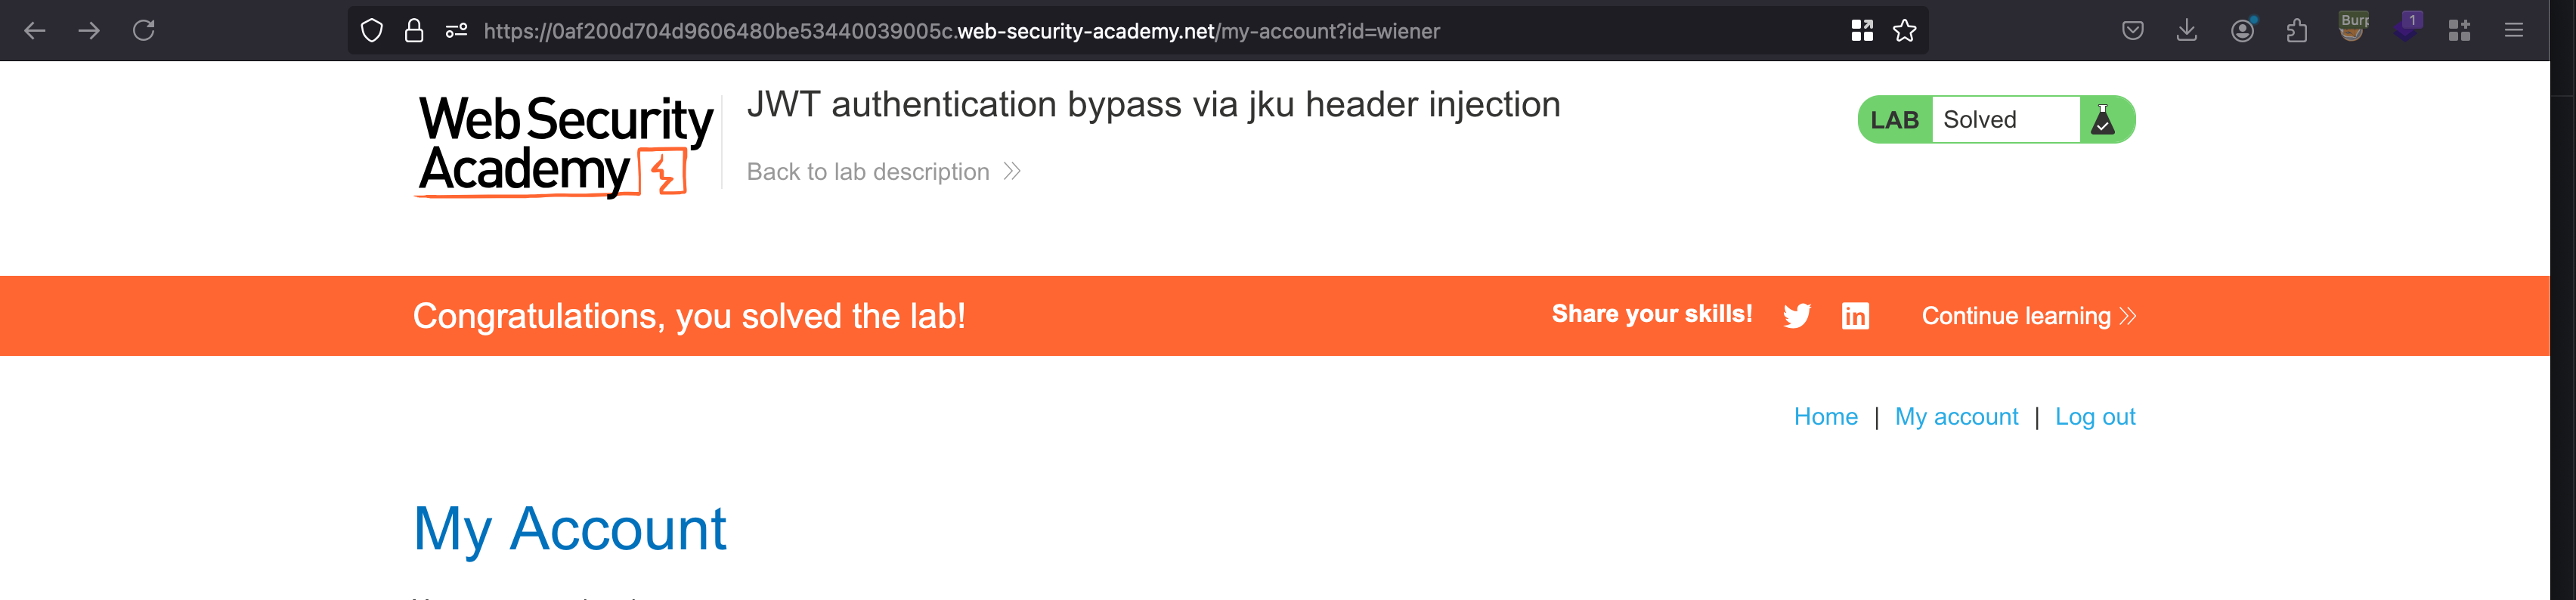 https://0af200d704d9606480be53440039005c.web-security-academy.net/my-account?id=wiener
Burp
1
WebSecurity
Academy
JWT authentication bypass via jku header injection
Back to lab description
LAB Solved
Congratulations, you solved the lab!
Share your skills!
in
Continue learning
Home | My account | Log out
My Account